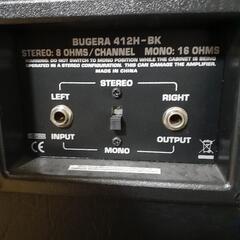 BUGERA 412H-BK
STEREO: 8 OHMS/CHANNEL MONO: 16 OHMS
WARNING: DO NOT SWITCH TO MONO POSITION WHILE THE CABINET IS BEING
OPERATED IN A STEREO CONFIGURATION. THIS CAN DAMAGE THE AMPLIFIER.
MADE IN CHINA
STEREO
LEFT RIGHT
INPUT OUTPUT
MONO
CE